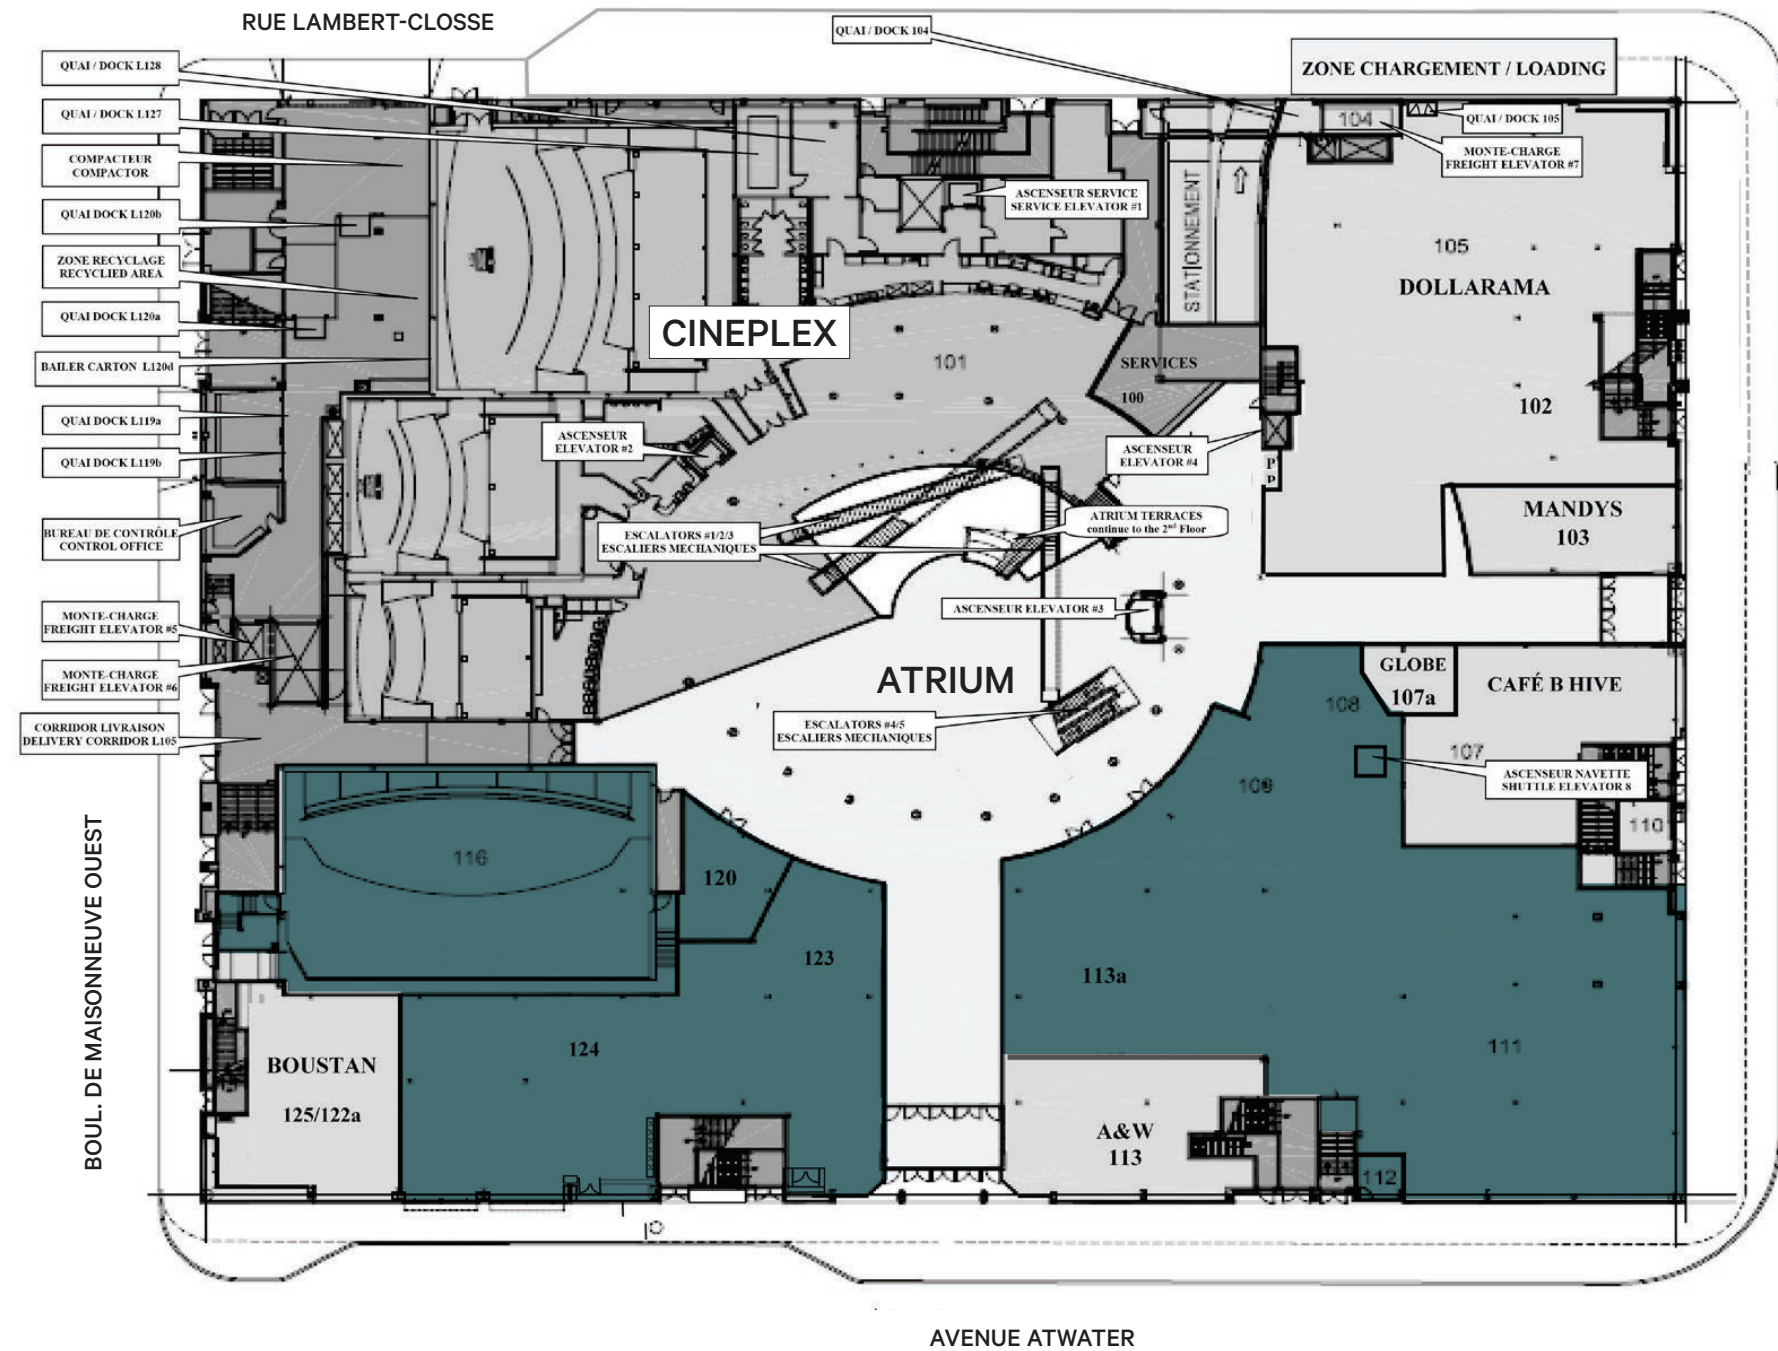 RUE LAMBERT-CLOSSE
QUAI / DOCK 104
ZONE CHARGEMENT / LOADING
QUAI / DOCK L128
QUAI / DOCK L127
COMPACTEUR
COMPACTOR
QUAI DOCK L120b
ZONE RECYCLAGE
RECYCLIED AREA
QUAI DOCK L120a
BAILER CARTON L120d
QUAI DOCK L119a
QUAI DOCK L119b
BUREAU DE CONTRÔLE
CONTROL OFFICE
MONTE-CHARGE
FREIGHT ELEVATOR #5
MONTE-CHARGE
FREIGHT ELEVATOR #6
CORRIDOR LIVRAISON
DELIVERY CORRIDOR L105
104
QUAI / DOCK 105
MONTE-CHARGE
FREIGHT ELEVATOR #7
ASCENSEUR SERVICE
SERVICE ELEVATOR #1
STATIONNEMENT
105
DOLLARAMA
102
CINEPLEX
101
SERVICES
100
ASCENSEUR
ELEVATOR #2
ASCENSEUR
ELEVATOR #4
P
P
MANDYS
103
ESCALATORS #1/2/3
ESCALIERS MECHANIQUES
ATRIUM TERRACES
continue to the 2nd Floor
ASCENSEUR ELEVATOR #3
ATRIUM
ESCALATORS #4/5
ESCALIERS MECHANIQUES
GLOBE
107a
CAFÉ B HIVE
108
107
109
ASCENSEUR NAVETTE
SHUTTLE ELEVATOR 8
110
116
120
123
113a
111
124
BOUSTAN
125/122a
A&W
113
112
BOUL. DE MAISONNEUVE OUEST
AVENUE ATWATER